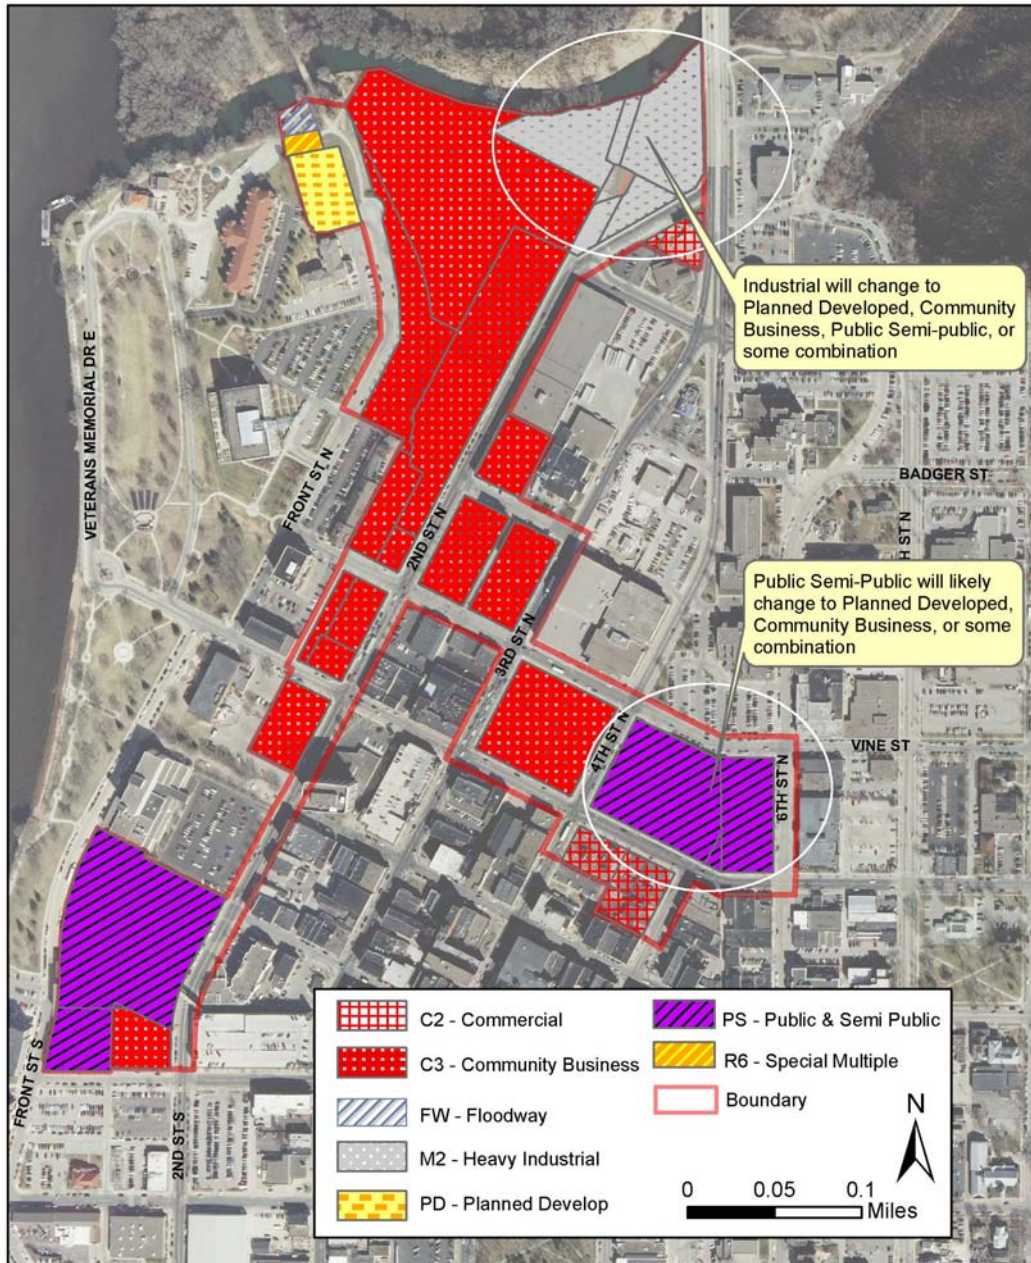 Industrial will change to
Planned Developed, Community
Business, Public Semi-public, or
some combination
VETERANS MEMORIAL DR E
FRONT ST N
2ND ST N
BADGER ST
H ST N
Public Semi-Public will likely
change to Planned Developed,
Community Business, or some
combination
3RD ST N
4TH ST N
VINE ST
6TH ST N
FRONT ST S
2ND ST S
C2 - Commercial
C3 - Community Business
FW - Floodway
M2 - Heavy Industrial
PD - Planned Develop
PS - Public & Semi Public
R6 - Special Multiple
Boundary
N
0 0.05 0.1
Miles